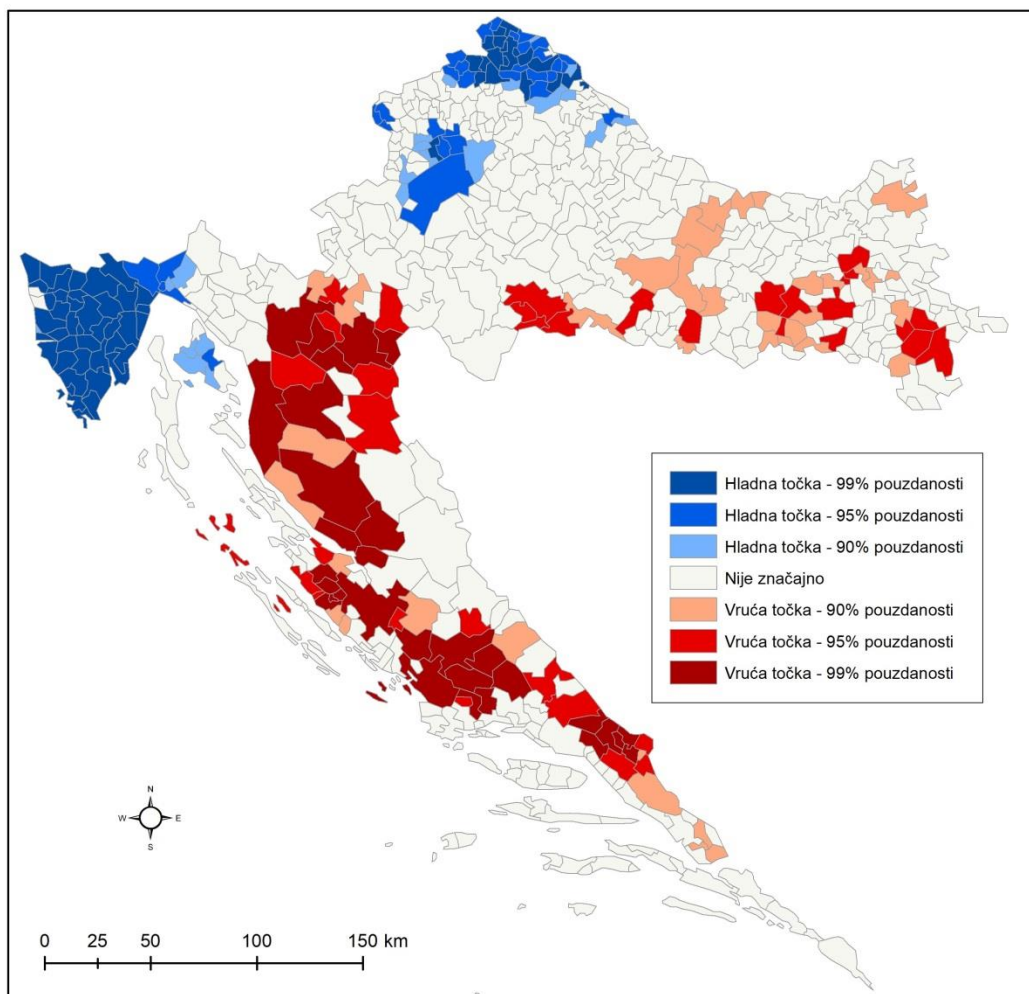 Hladna točka - 99% pouzdanosti
Hladna točka - 95% pouzdanosti
Hladna točka - 90% pouzdanosti
Nije značajno
Vruća točka - 90% pouzdanosti
Vruća točka - 95% pouzdanosti
Vruća točka - 99% pouzdanosti
N
W E
S
0 25 50 100 150 km